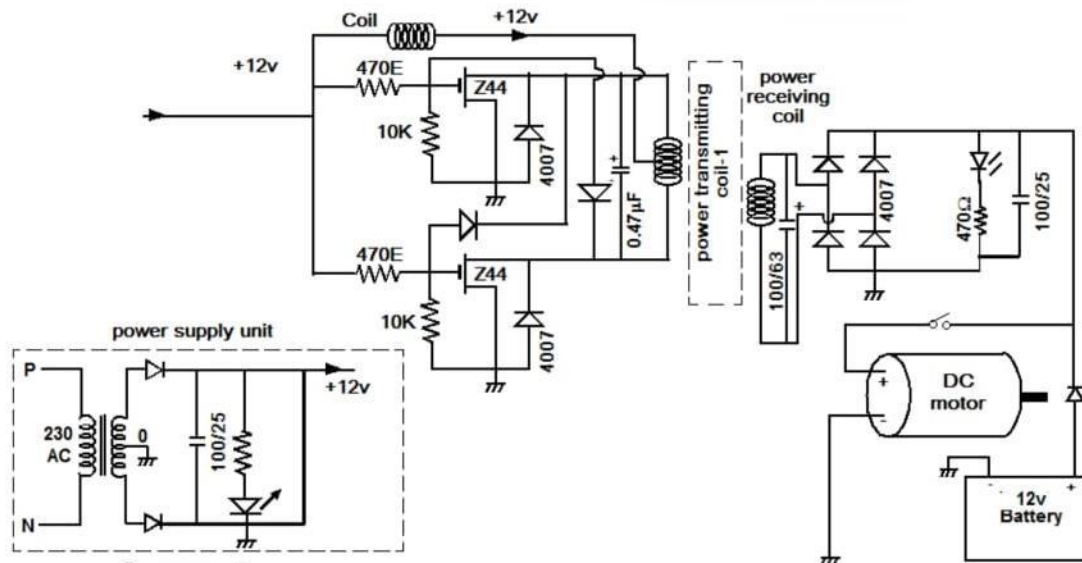 Coil
+12v
+12v
470E
Z44
10K
4007
0.47µF
+
power transmitting
coil-1
power
receiving
coil
+
100/63
4007
470Ω
100/25
470E
Z44
10K
4007
power supply unit
P
N
230
AC
0
100/25
+12v
+
-
DC
motor
-
+
12v
Battery